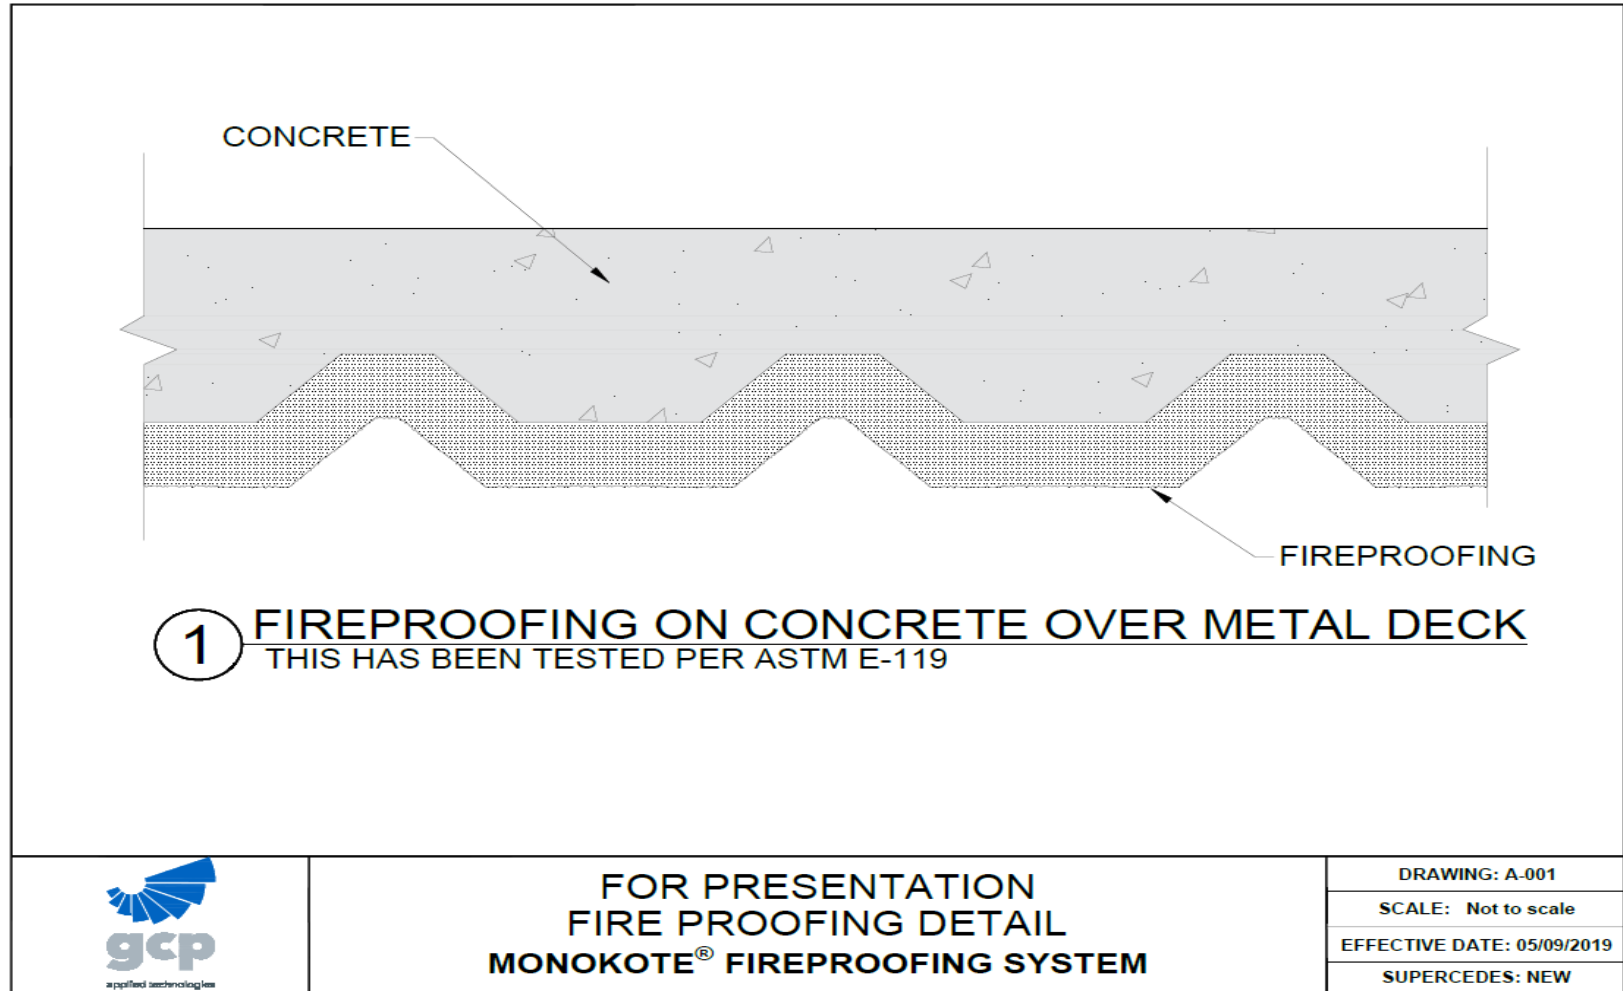 CONCRETE
FIREPROOFING
1
FIREPROOFING ON CONCRETE OVER METAL DECK
THIS HAS BEEN TESTED PER ASTM E-119
gcp
applied technologies
FOR PRESENTATION
FIRE PROOFING DETAIL
MONOKOTE® FIREPROOFING SYSTEM
DRAWING: A-001
SCALE: Not to scale
EFFECTIVE DATE: 05/09/2019
SUPERCEDES: NEW